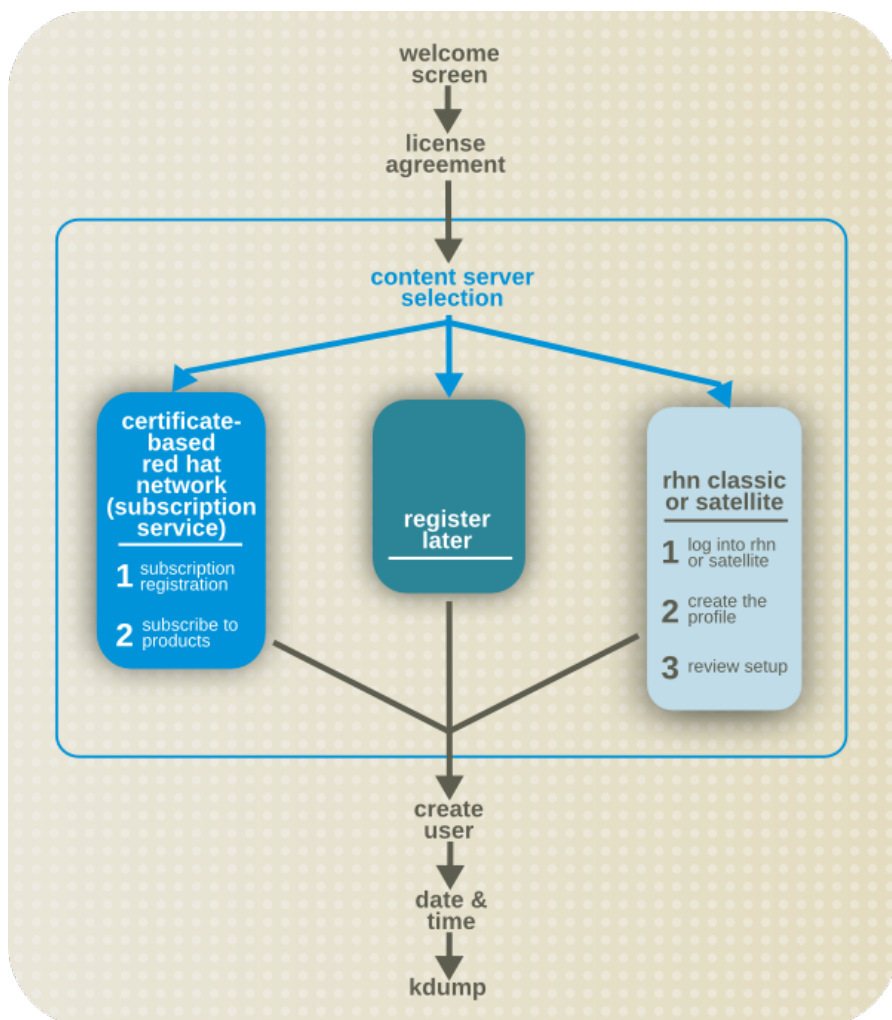 welcome
screen
license
agreement
content server
selection
certificate-
based
red hat
network
(subscription
service)
1 subscription
registration
2 subscribe to
products
register
later
rhn classic
or satellite
1 log into rhn
or satellite
2 create the
profile
3 review setup
create
user
date &
time
kdump